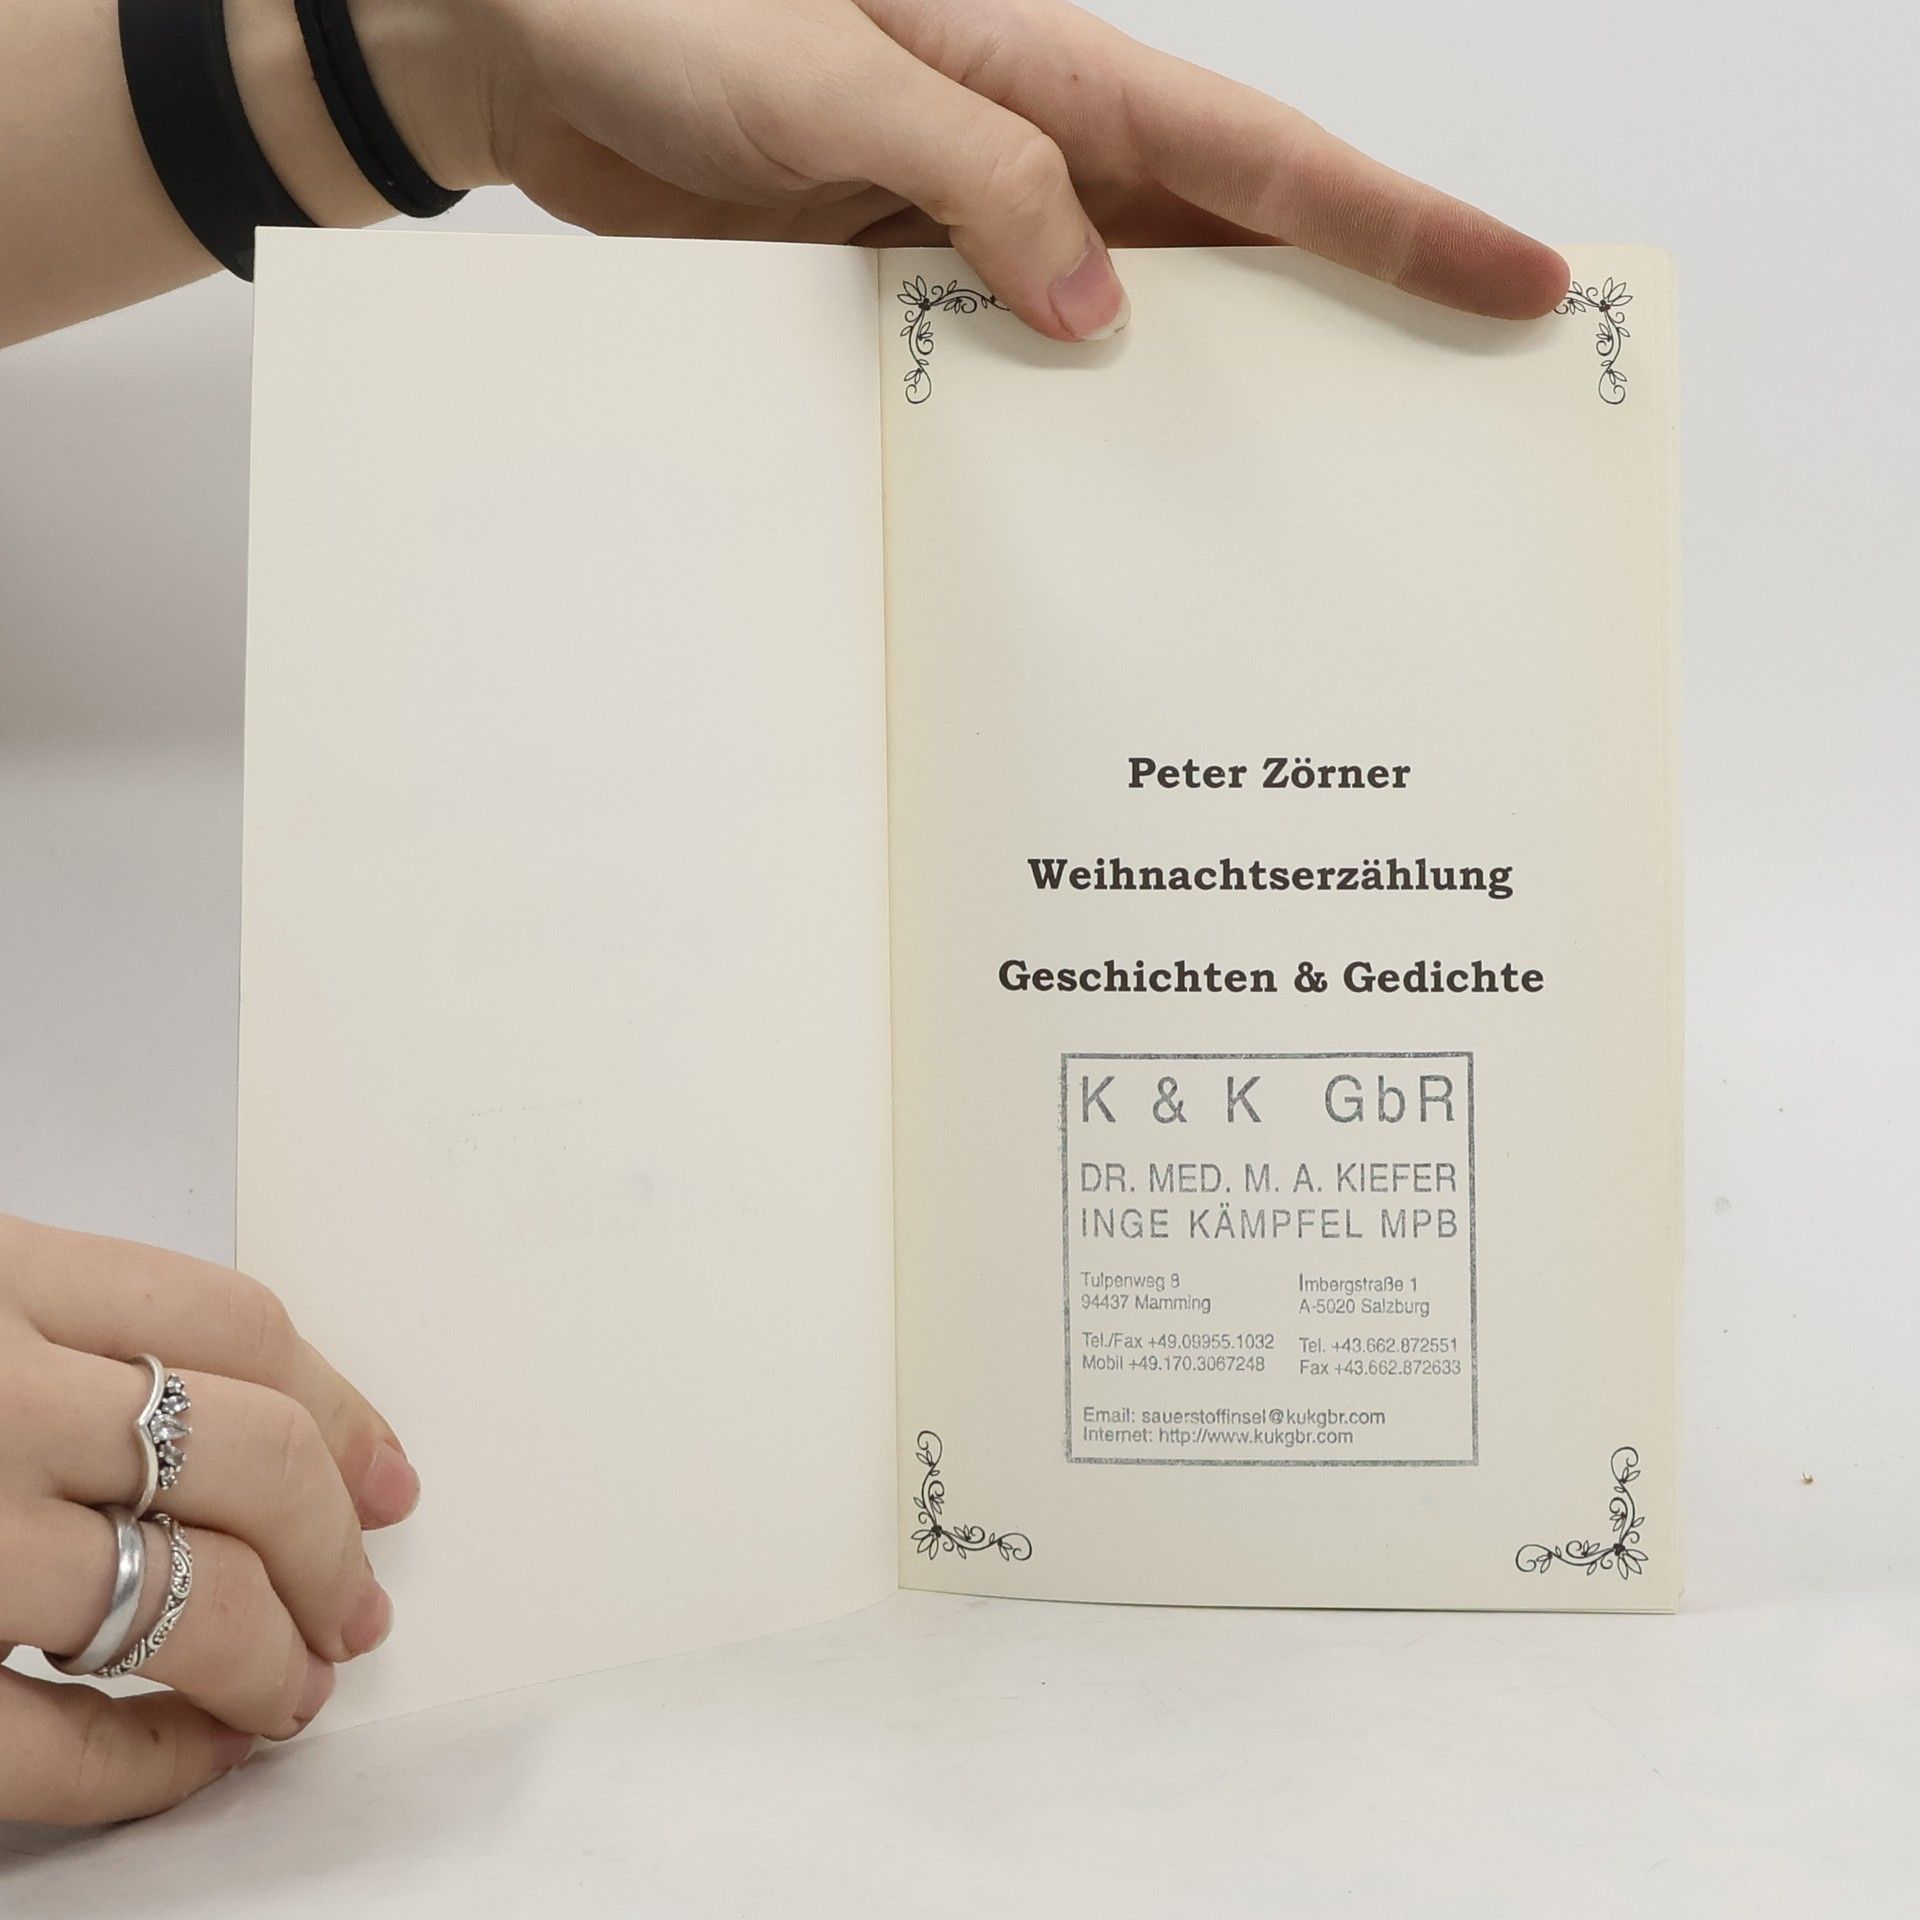 Peter Zörner
Weihnachtserzählung
Geschichten & Gedichte
K & K GbR
DR. MED. M. A. KIEFER
INGE KÄMPFEL MPB
Tulpenweg 8
94437 Mamming
Tel./Fax +49.09955.1032
Mobil +49.170.3067248
Imbergstraße 1
A-5020 Salzburg
Tel. +43.662.872551
Fax +43.662.872633
Email: sauerstoffinsel@kukgbr.com
Internet: http://www.kukgbr.com